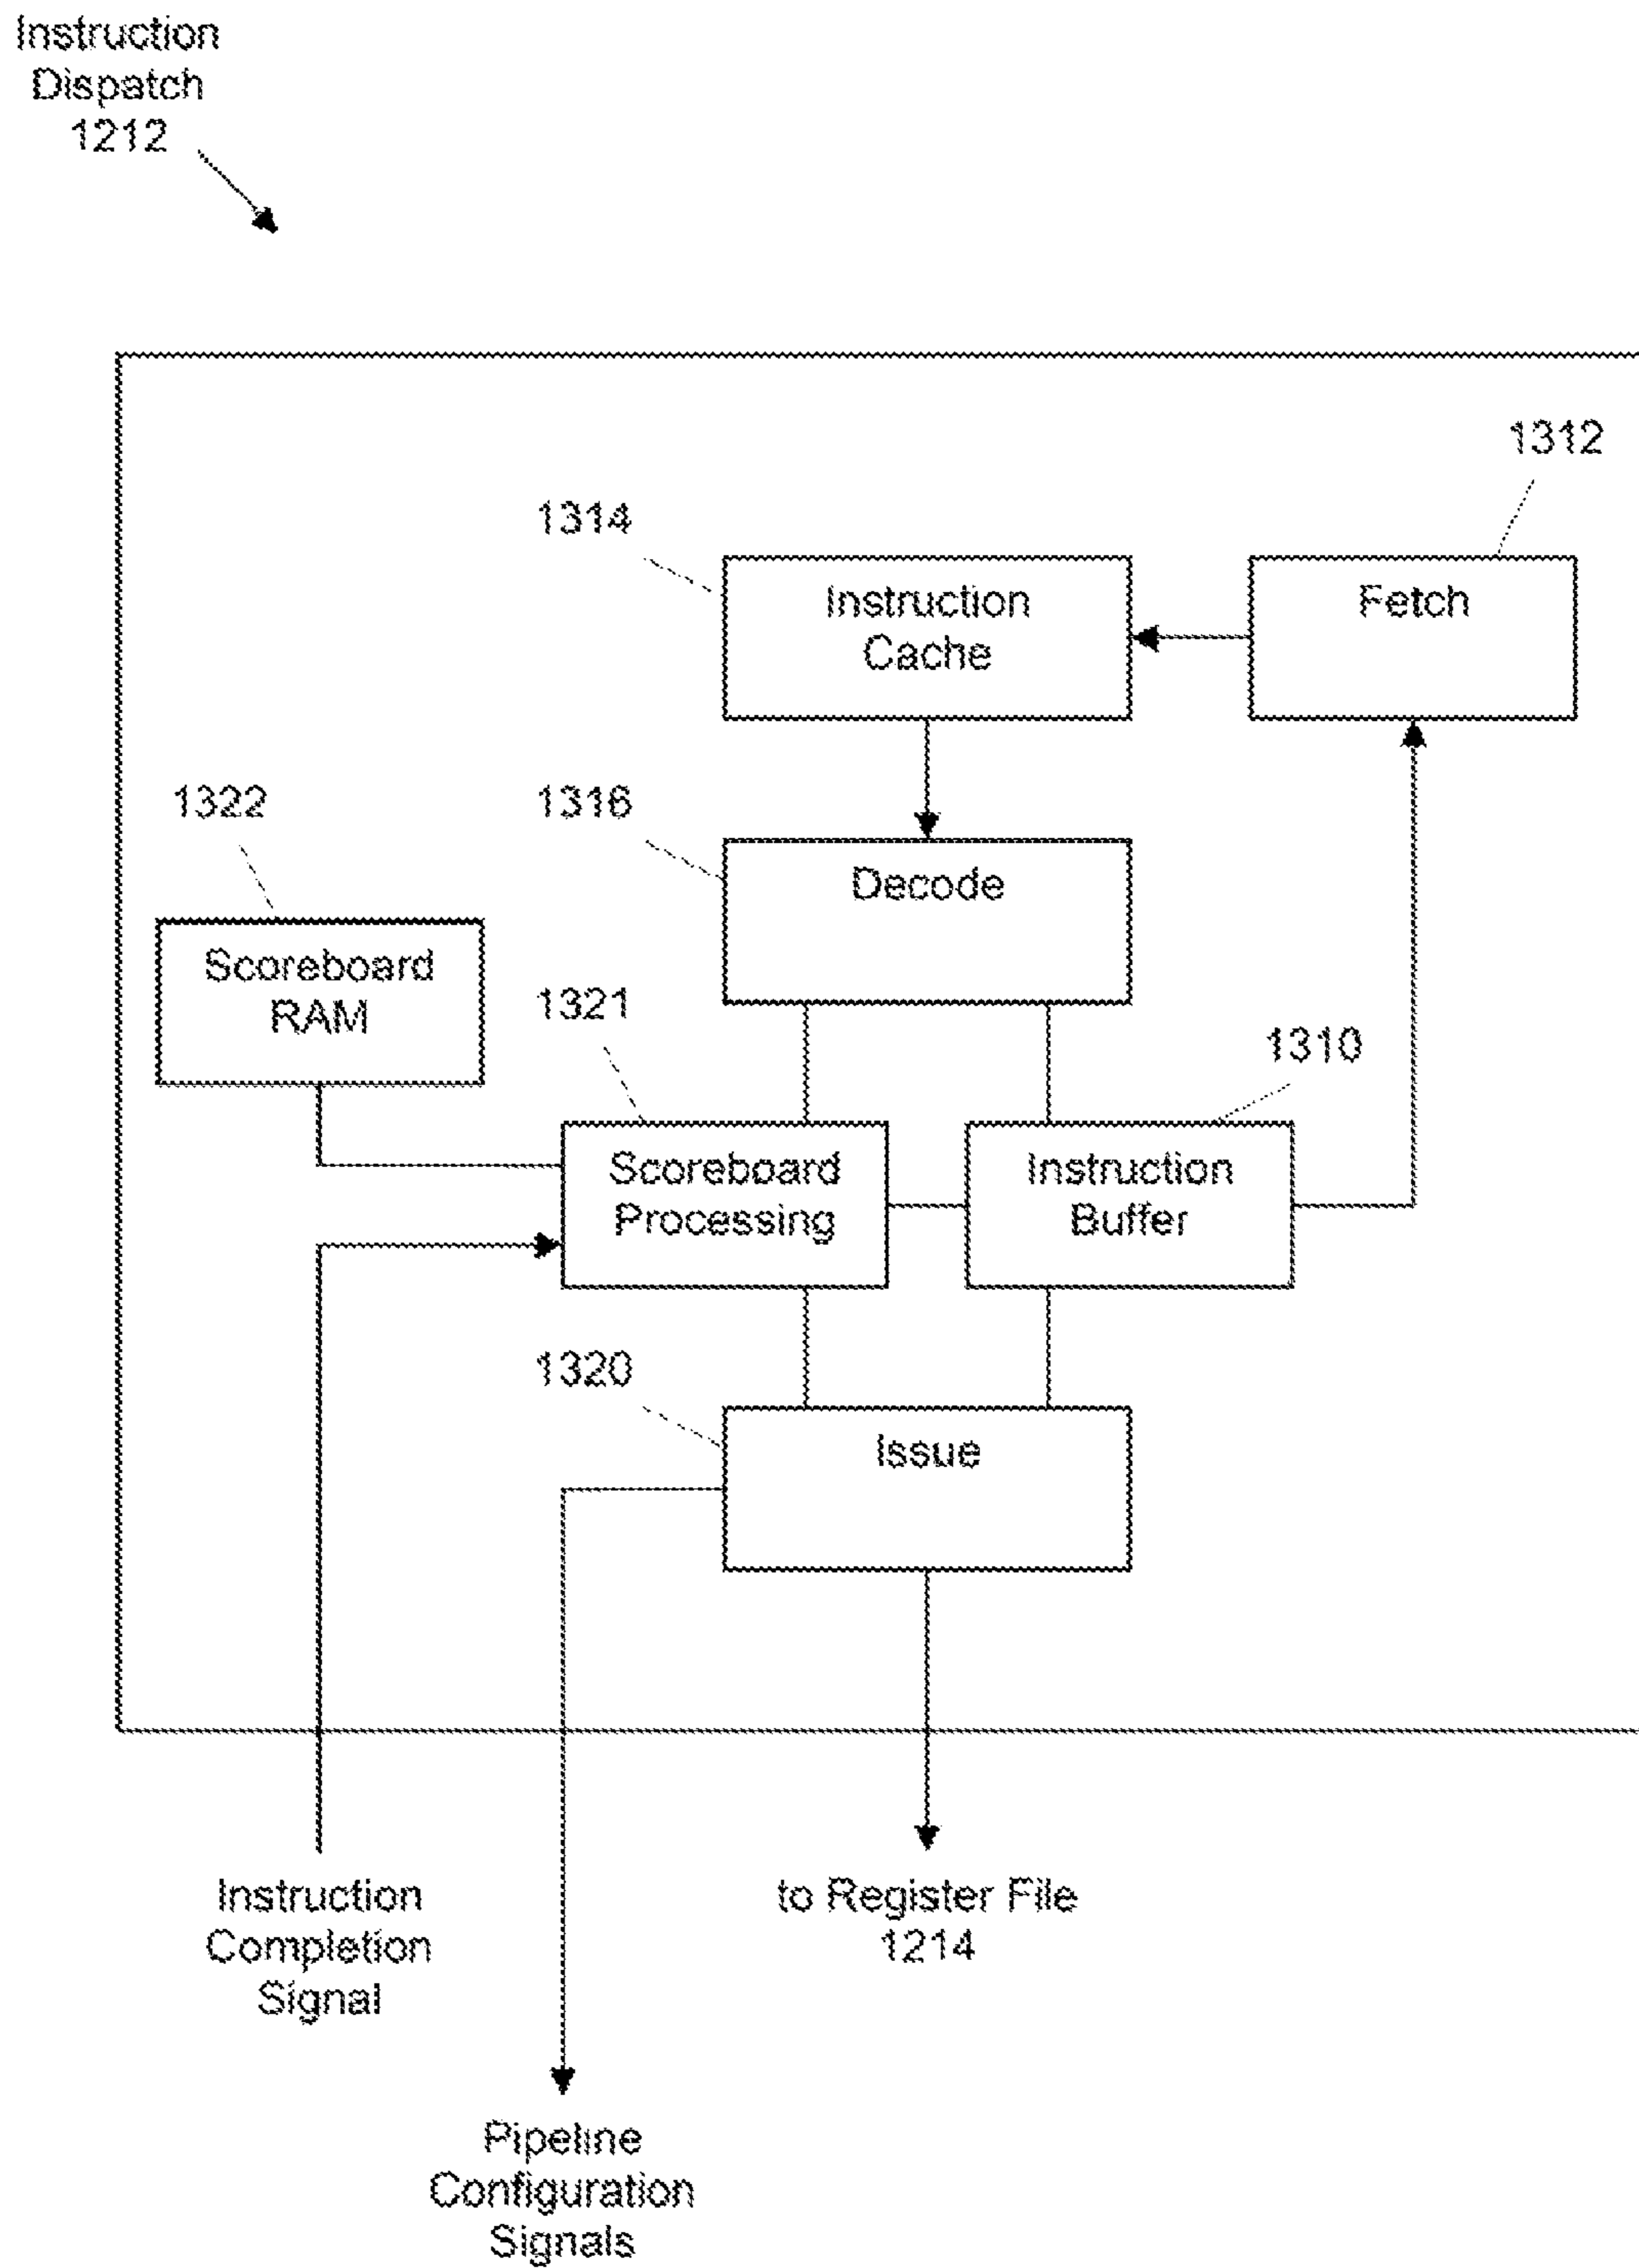 Instruction
Dispatch
1212
1312
1314
Instruction
Cache
Fetch
1322
1316
Decode
Scoreboard
RAM
1321
1310
Scoreboard
Processing
Instruction
Buffer
1320
Issue
Instruction
Completion
Signal
to Register File
1214
Pipeline
Configuration
Signals